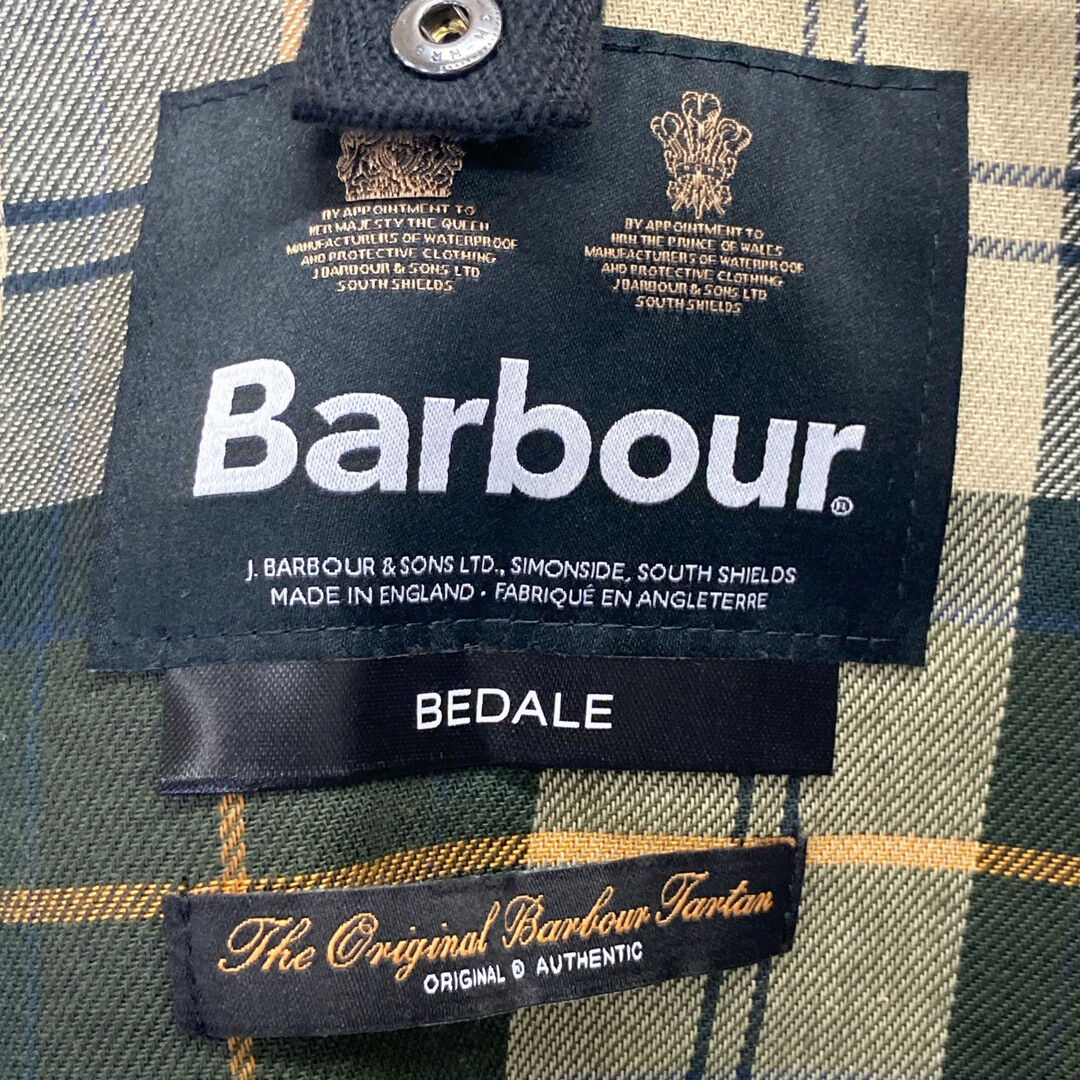 BY APPOINTMENT TO
HER MAJESTY THE QUEEN
MANUFACTURERS OF WATERPROOF
AND PROTECTIVE CLOTHING
J BARBOUR & SONS LTD
SOUTH SHIELDS
BY APPOINTMENT TO
HRH THE PRINCE OF WALES
MANUFACTURERS OF WATERPROOF
AND PROTECTIVE CLOTHING
J BARBOUR & SONS LTD
SOUTH SHIELDS
Barbour®
J. BARBOUR & SONS LTD., SIMONSIDE, SOUTH SHIELDS
MADE IN ENGLAND · FABRIQUÉ EN ANGLETERRE
BEDALE
The Original Barbour Tartan
ORIGINAL ® AUTHENTIC